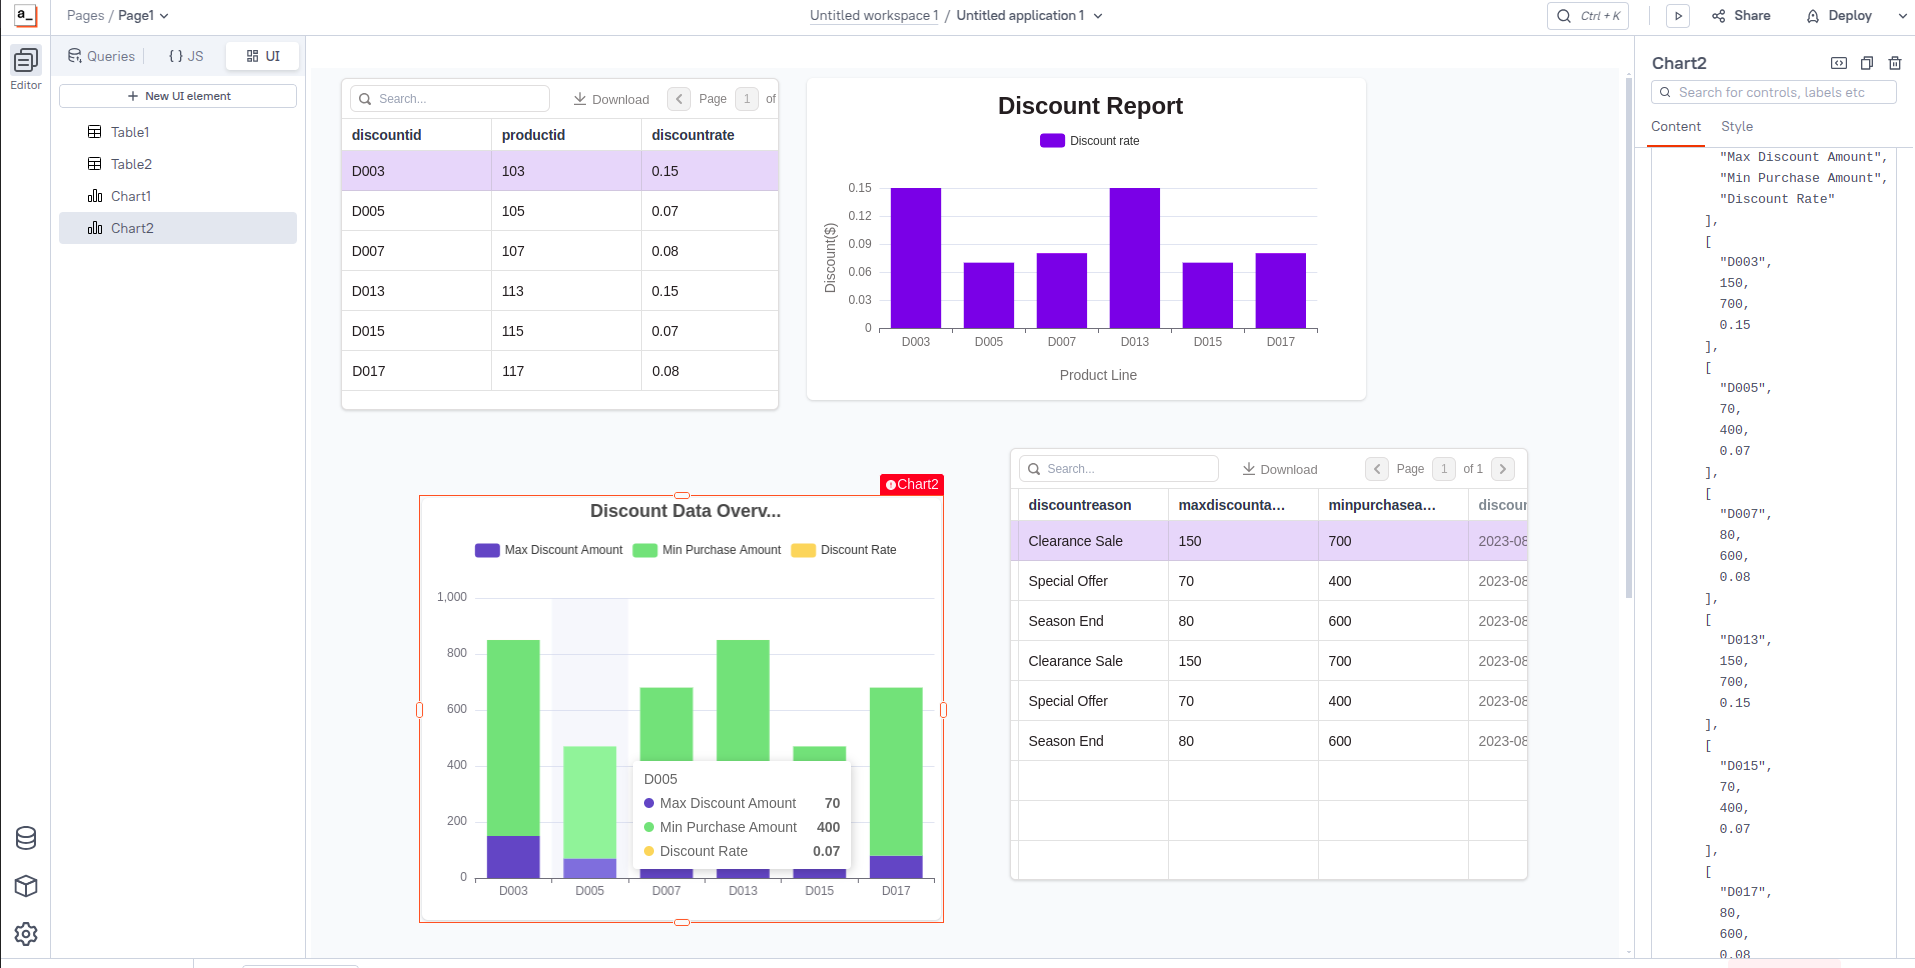 a_
Pages / Page1
Untitled workspace 1 / Untitled application 1
Ctrl + K
Share
Deploy
Editor
Queries
{ } JS
UI
+ New UI element
Table1
Table2
Chart1
Chart2
Search...
Download
Page
1
of
discountid productid discountrate
D003 103 0.15
D005 105 0.07
D007 107 0.08
D013 113 0.15
D015 115 0.07
D017 117 0.08
Discount Report
Discount rate
Discount($)
0.15
0.12
0.09
0.06
0.03
0
D003 D005 D007 D013 D015 D017
Product Line
Chart2
Discount Data Overv...
Max Discount Amount Min Purchase Amount Discount Rate
1,000
800
600
400
200
0
D005
Max Discount Amount 70
Min Purchase Amount 400
Discount Rate 0.07
D003 D005 D007 D013 D015 D017
Search...
Download
Page
1
of 1
discountreason maxdiscounta... minpurchasea... discour
Clearance Sale 150 700 2023-08
Special Offer 70 400 2023-08
Season End 80 600 2023-08
Clearance Sale 150 700 2023-08
Special Offer 70 400 2023-08
Season End 80 600 2023-08
Chart2
Search for controls, labels etc
Content Style
"Max Discount Amount",
"Min Purchase Amount",
"Discount Rate"
],
[
"D003",
150,
700,
0.15
],
[
"D005",
70,
400,
0.07
],
[
"D007",
80,
600,
0.08
],
[
"D013",
150,
700,
0.15
],
[
"D015",
70,
400,
0.07
],
[
"D017",
80,
600,
0.08